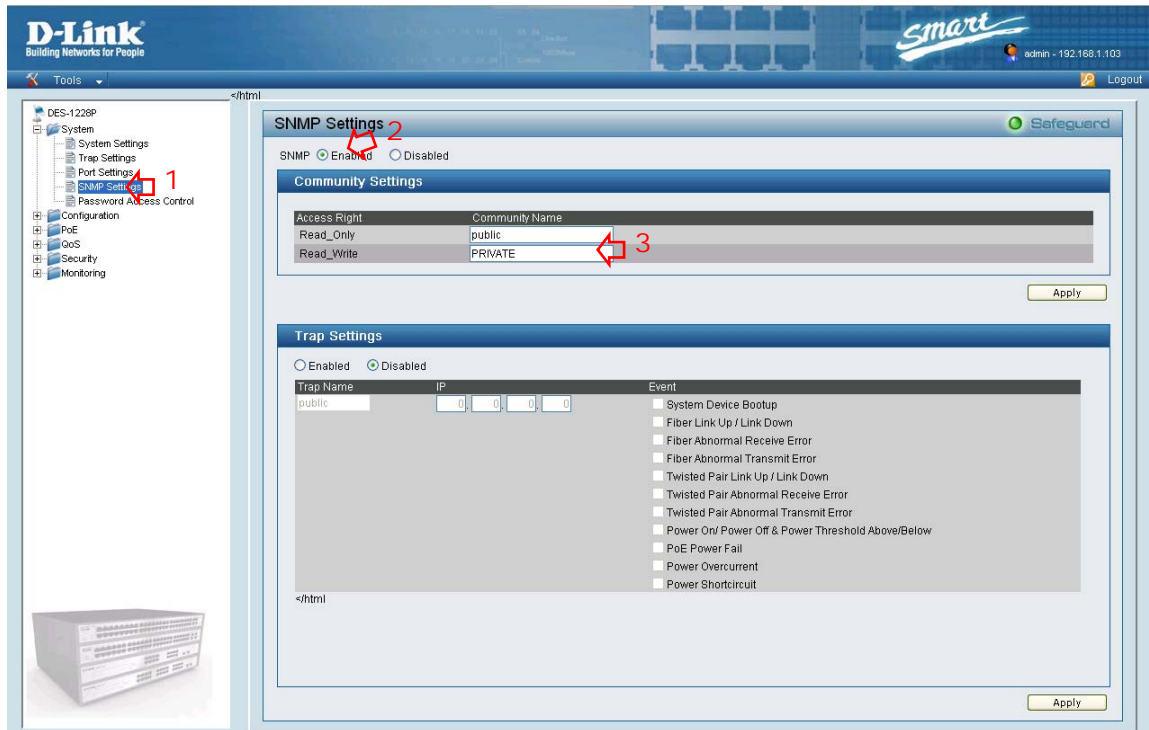 D-Link
Building Networks for People
smart
admin - 192.168.1.103
Tools
Logout
</html
DES-1228P
System
System Settings
Trap Settings
Port Settings
SNMP Settings
1
Password Access Control
Configuration
PoE
QoS
Security
Monitoring
SNMP Settings
Safeguard
2
SNMP Enabled Disabled
Community Settings
Access Right Community Name
Read_Only public
Read_Write PRIVATE
3
Apply
Trap Settings
Enabled Disabled
Trap Name IP Event
public 0. 0. 0. 0 System Device Bootup
Fiber Link Up / Link Down
Fiber Abnormal Receive Error
Fiber Abnormal Transmit Error
Twisted Pair Link Up / Link Down
Twisted Pair Abnormal Receive Error
Twisted Pair Abnormal Transmit Error
Power On/ Power Off & Power Threshold Above/Below
PoE Power Fail
Power Overcurrent
Power Shortcircuit
</html
Apply